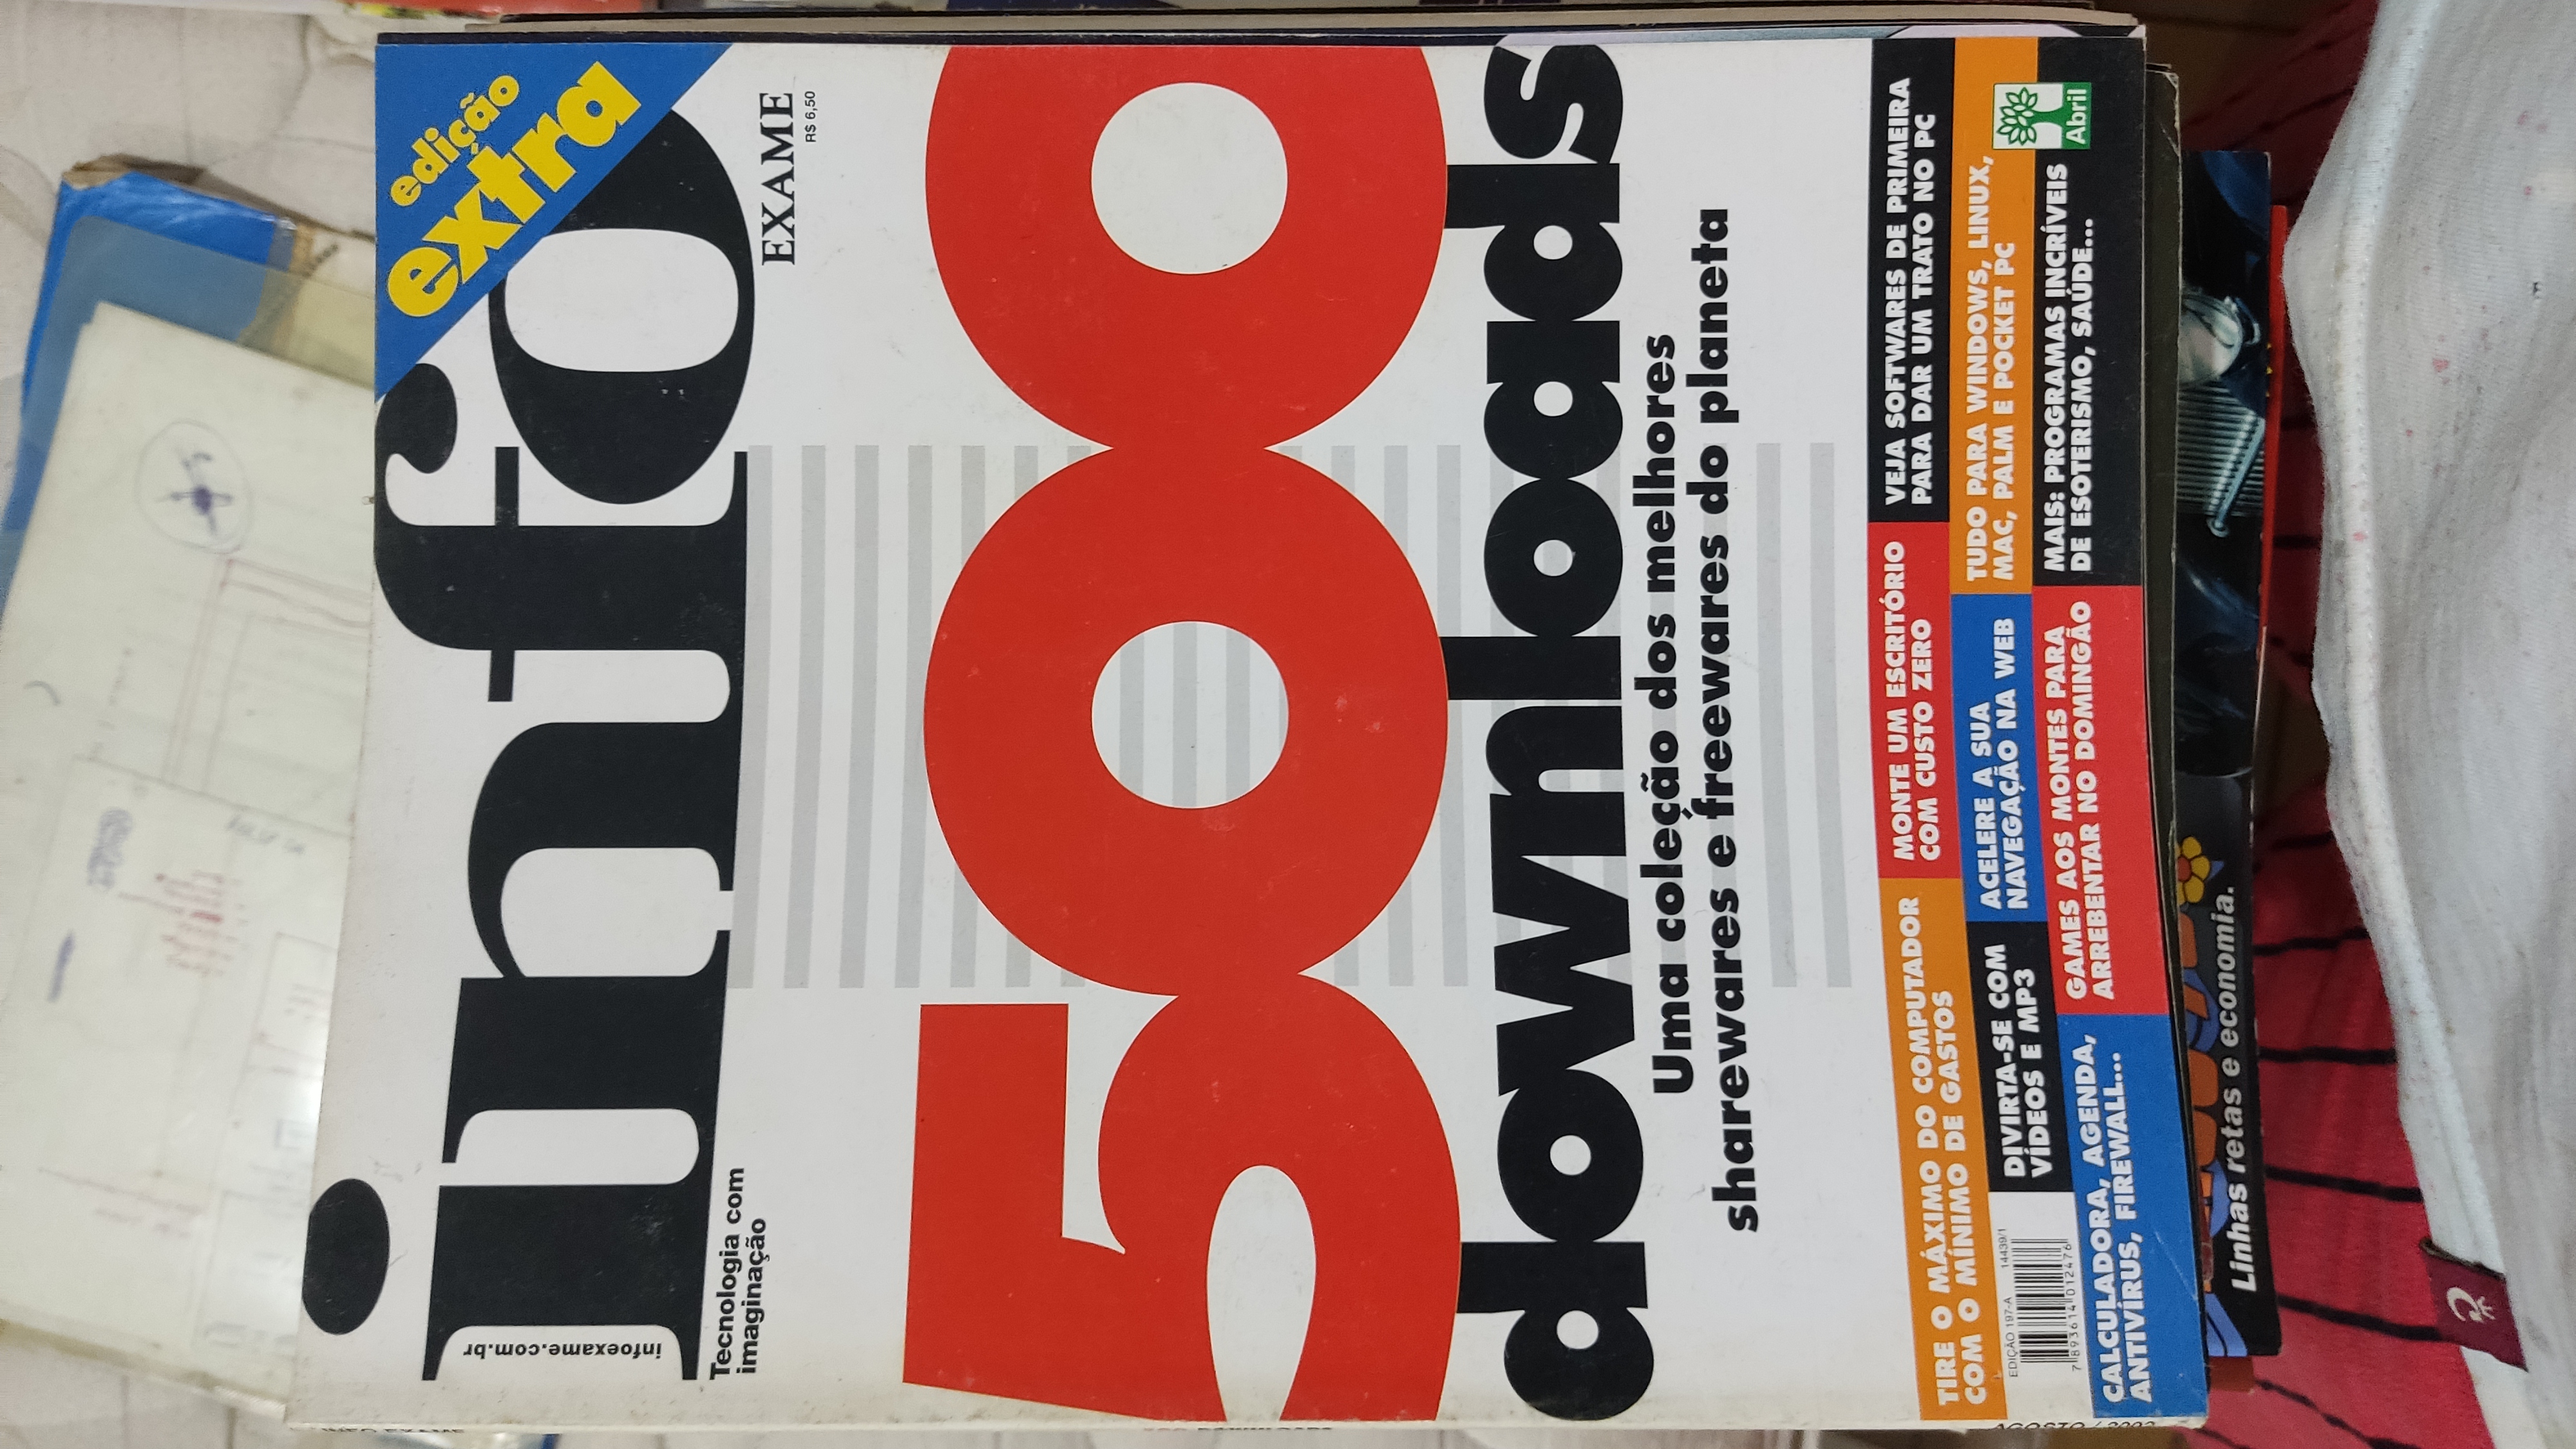 info
edição
extra
infoexame.com.br
Tecnologia com
imaginação
EXAME
R$ 6,50
500
downloads
Uma coleção dos melhores
sharewares e freewares do planeta
TIRE O MÁXIMO DO COMPUTADOR
COM O MÍNIMO DE GASTOS
MONTE UM ESCRITÓRIO
COM CUSTO ZERO
VEJA SOFTWARES DE PRIMEIRA
PARA DAR UM TRATO NO PC
EDIÇÃO 197-A 14439/1
7 893614 012476
DIVIRTA-SE COM
VÍDEOS E MP3
ACELERE A SUA
NAVEGAÇÃO NA WEB
TUDO PARA WINDOWS, LINUX,
MAC, PALM E POCKET PC
CALCULADORA, AGENDA,
ANTIVÍRUS, FIREWALL...
GAMES AOS MONTES PARA
ARREBENTAR NO DOMINGÃO
MAIS: PROGRAMAS INCRÍVEIS
DE ESOTERISMO, SAÚDE...
Abril
Linhas retas e economia.